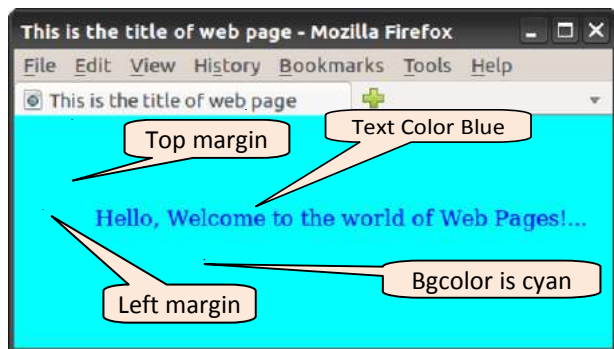 This is the title of web page - Mozilla Firefox
File Edit View History Bookmarks Tools Help
This is the title of web page
Top margin
Text Color Blue
Hello, Welcome to the world of Web Pages!...
Left margin
Bgcolor is cyan